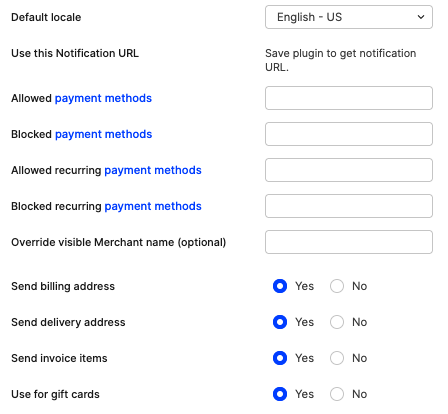 Default locale English - US
Use this Notification URL Save plugin to get notification
URL.
Allowed payment methods
Blocked payment methods
Allowed recurring payment methods
Blocked recurring payment methods
Override visible Merchant name (optional)
Send billing address Yes No
Send delivery address Yes No
Send invoice items Yes No
Use for gift cards Yes No